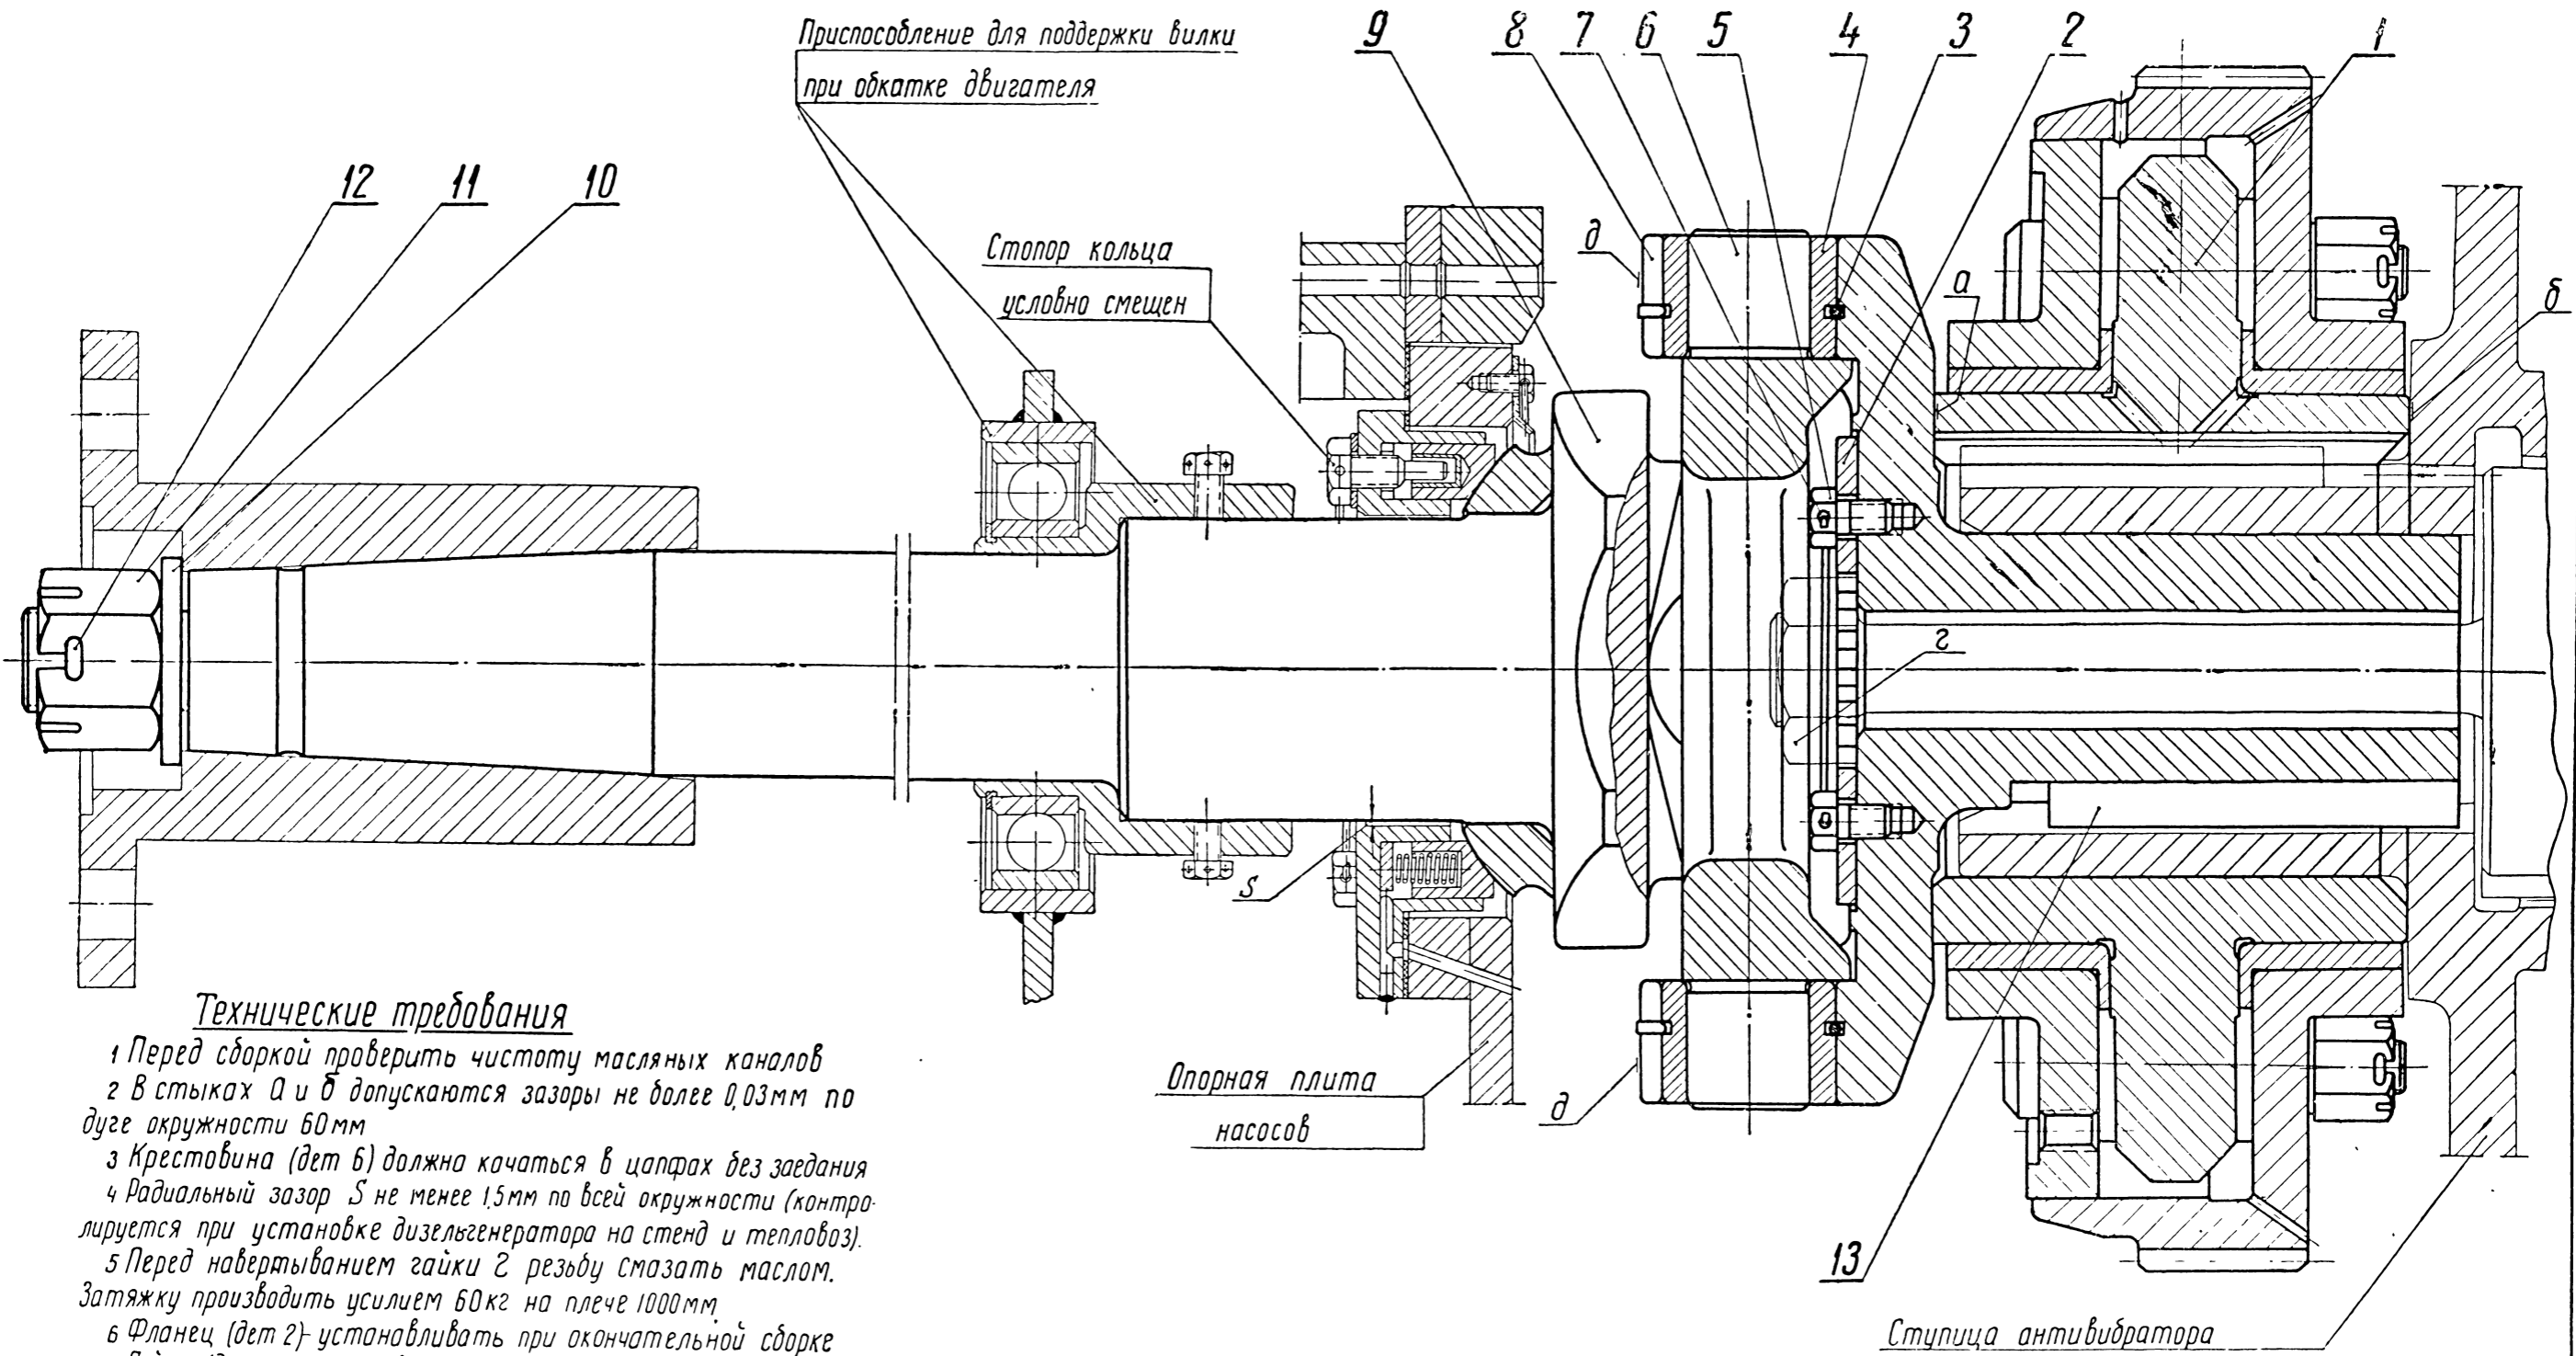 Приспособление для поддержки вилки
при обкатке двигателя
9
8
7
6
5
4
3
2
1
12
11
10
Стопор кольца
условно смещен
д
а
б
г
S
д
13
Опорная плита
насосов
Ступица антивибратора
Технические требования
1 Перед сборкой проверить чистоту масляных каналов
2 В стыках а и б допускаются зазоры не более 0,03мм по
дуге окружности 60мм
3 Крестовина (дет 6) должна качаться в цапфах без заедания
4 Радиальный зазор S не менее 1,5мм по всей окружности (контро-
лируется при установке дизельгенератора на стенд и тепловоз).
5 Перед навертыванием гайки г резьбу смазать маслом.
Затяжку производить усилием 60кг на плече 1000мм
6 Фланец (дет 2) устанавливать при окончательной сборке